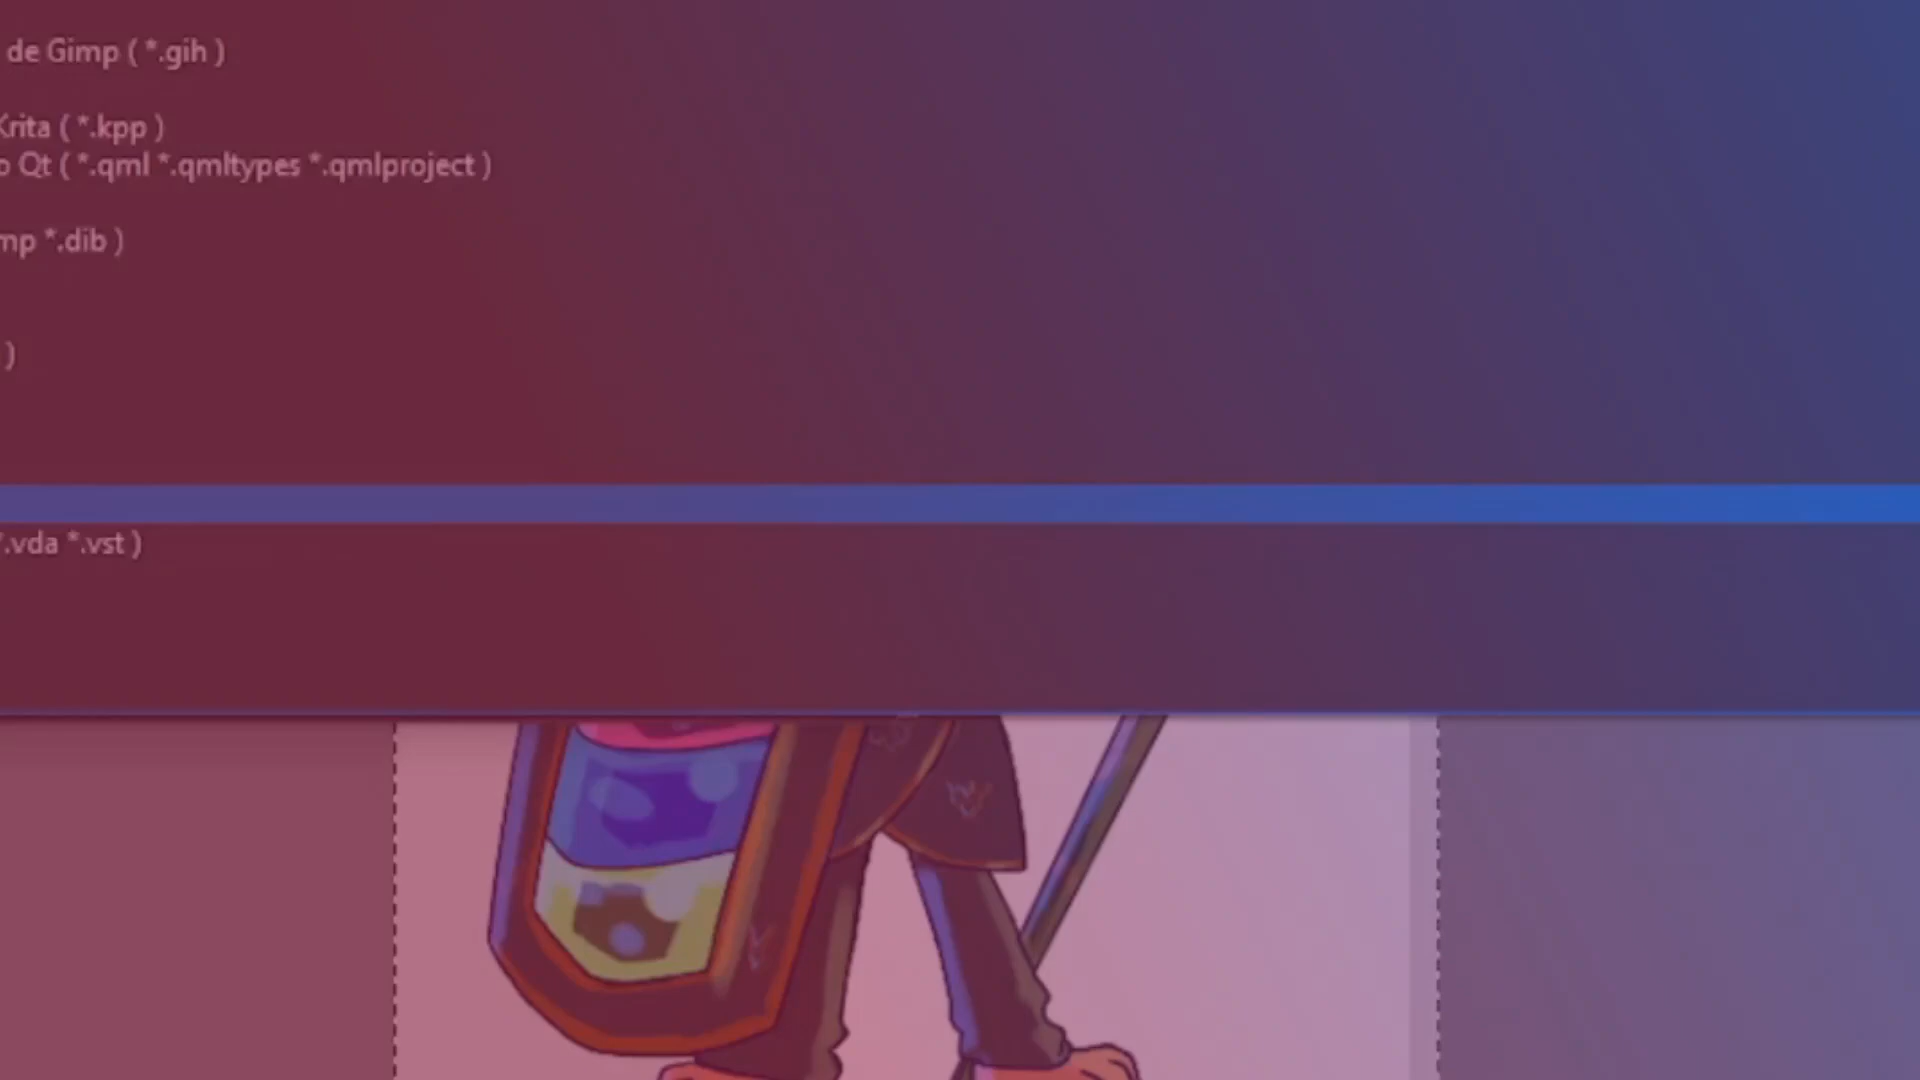 de Gimp ( *.gih )
Krita ( *.kpp )
o Qt ( *.qml *.qmltypes *.qmlproject )
mp *.dib )
)
*.vda *.vst )